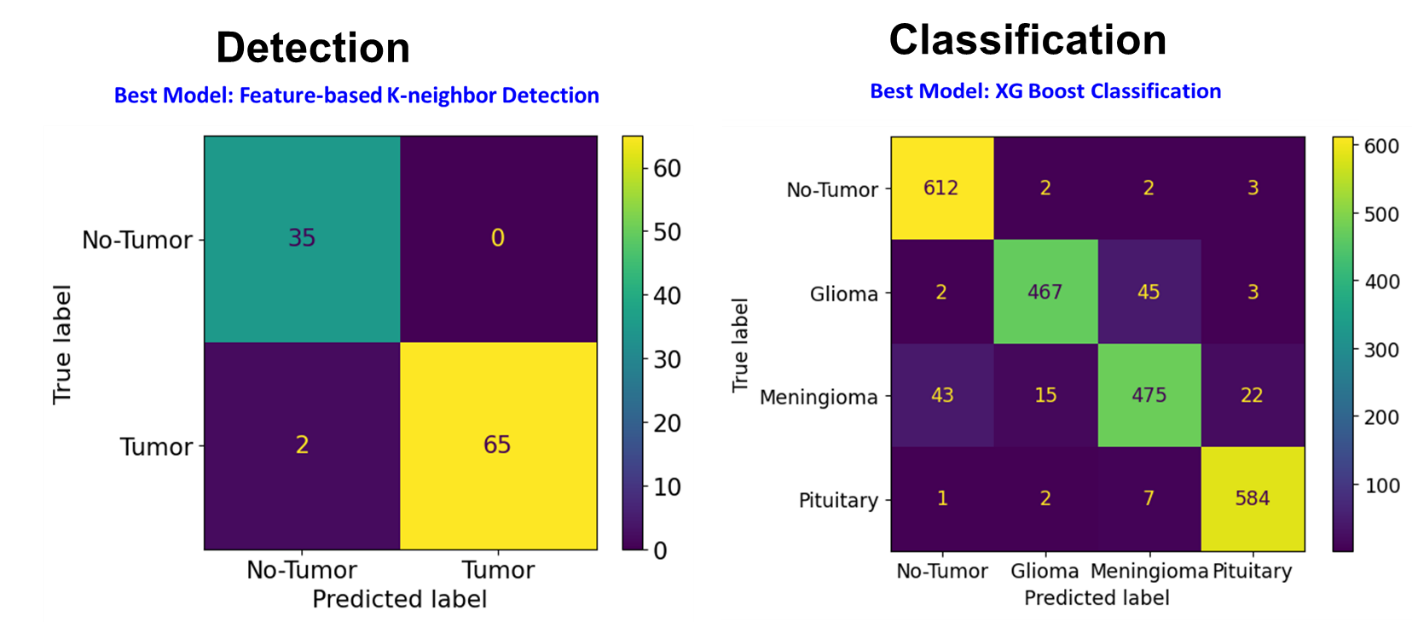 Detection
Best Model: Feature-based K-neighbor Detection
No-Tumor
Tumor
True label
35
0
2
65
No-Tumor
Tumor
Predicted label
60
50
40
30
20
10
0
Classification
Best Model: XG Boost Classification
True label
No-Tumor
612
2
2
3
Glioma
2
467
45
3
Meningioma
43
15
475
22
Pituitary
1
2
7
584
No-Tumor
Glioma
Meningioma
Pituitary
Predicted label
600
500
400
300
200
100